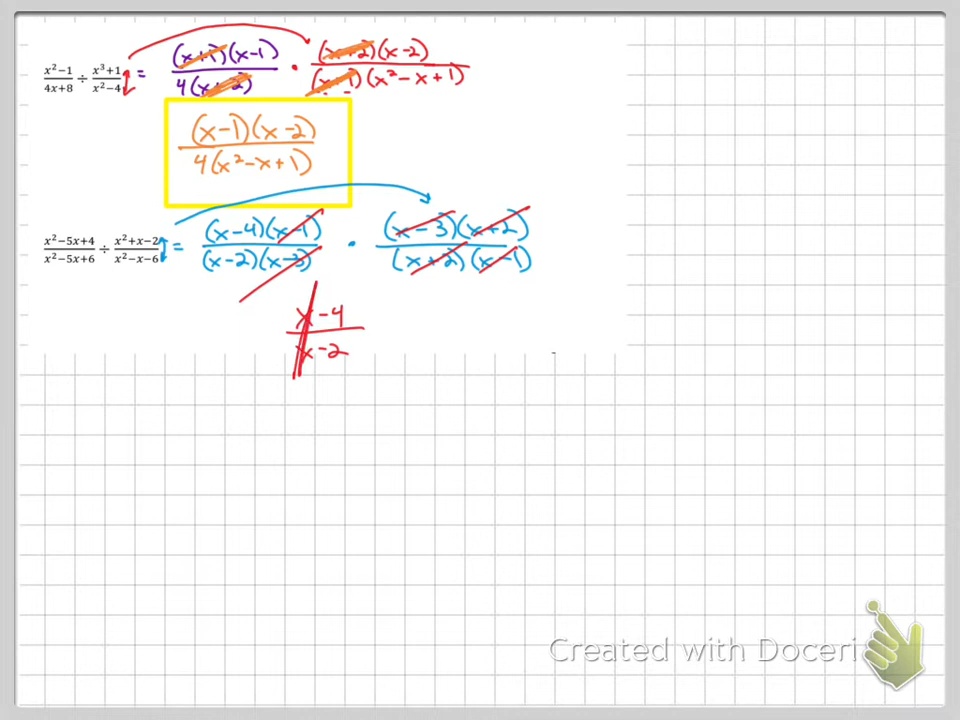 (x²−1)/(4x+8) ÷ (x³+1)/(x²−4) = (x+1)(x−1)/4(x+2) · (x+2)(x−2)/(x+1)(x²−x+1)
(x−1)(x−2)/4(x²−x+1)
(x²−5x+4)/(x²−5x+6) ÷ (x²+x−2)/(x²−x−6) = (x−4)(x−1)/(x−2)(x−3) · (x−3)(x+2)/(x+2)(x−1)
x−4/x−2
Created with Doceri